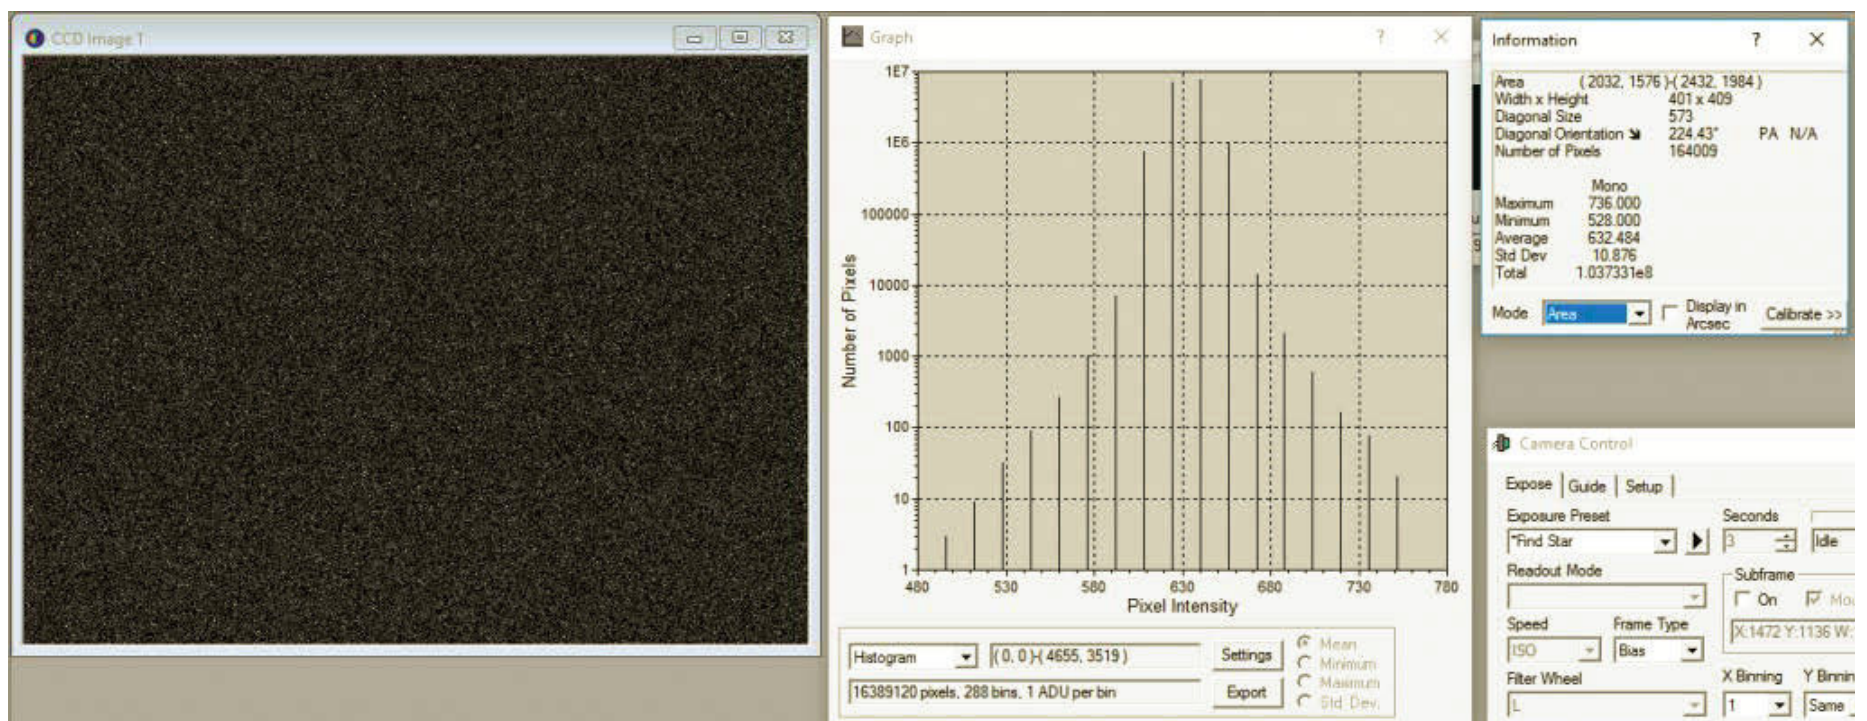 CCD Image 1
Graph
?
1E7
1E6
100000
10000
1000
100
10
1
480 530 580 630 680 730 780
Number of Pixels
Pixel Intensity
Histogram
( 0, 0 )-( 4655, 3519 )
Settings
16389120 pixels, 288 bins, 1 ADU per bin
Export
Mean
Minimum
Maximum
Std. Dev.
Information
?
Area ( 2032, 1576 )-( 2432, 1984 )
Width x Height 401 x 409
Diagonal Size 573
Diagonal Orientation 224.43° PA N/A
Number of Pixels 164009
Mono
Maximum 736.000
Minimum 528.000
Average 632.484
Std Dev 10.876
Total 1.037331e8
Mode Area Display in Arcsec Calibrate >>
Camera Control
Expose Guide Setup
Exposure Preset Seconds
*Find Star 3 Idle
Readout Mode Subframe
On Mou
Speed Frame Type X:1472 Y:1136 W:
ISO Bias
Filter Wheel X Binning Y Binnin
L 1 Same